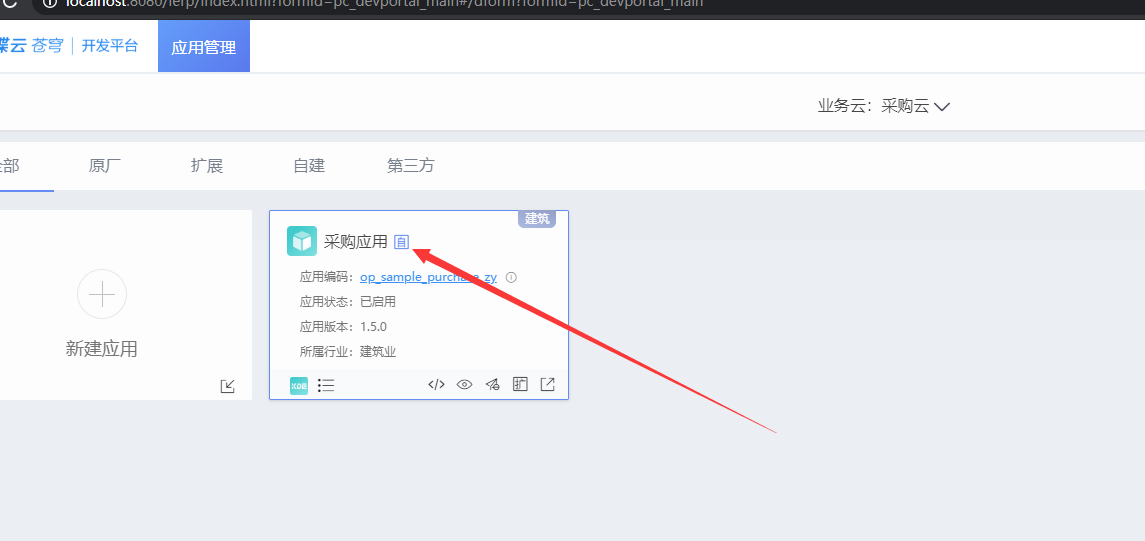 localhost:8080/ierp/index.html?formId=pc_devportal_main#/dform?formId=pc_devportal_main
蝶云 苍穹 | 开发平台
应用管理
业务云：采购云
全部 原厂 扩展 自建 第三方
建筑
采购应用 自
应用编码：op_sample_purchase_zy
应用状态：已启用
应用版本：1.5.0
所属行业：建筑业
新建应用
XDE </> 扩